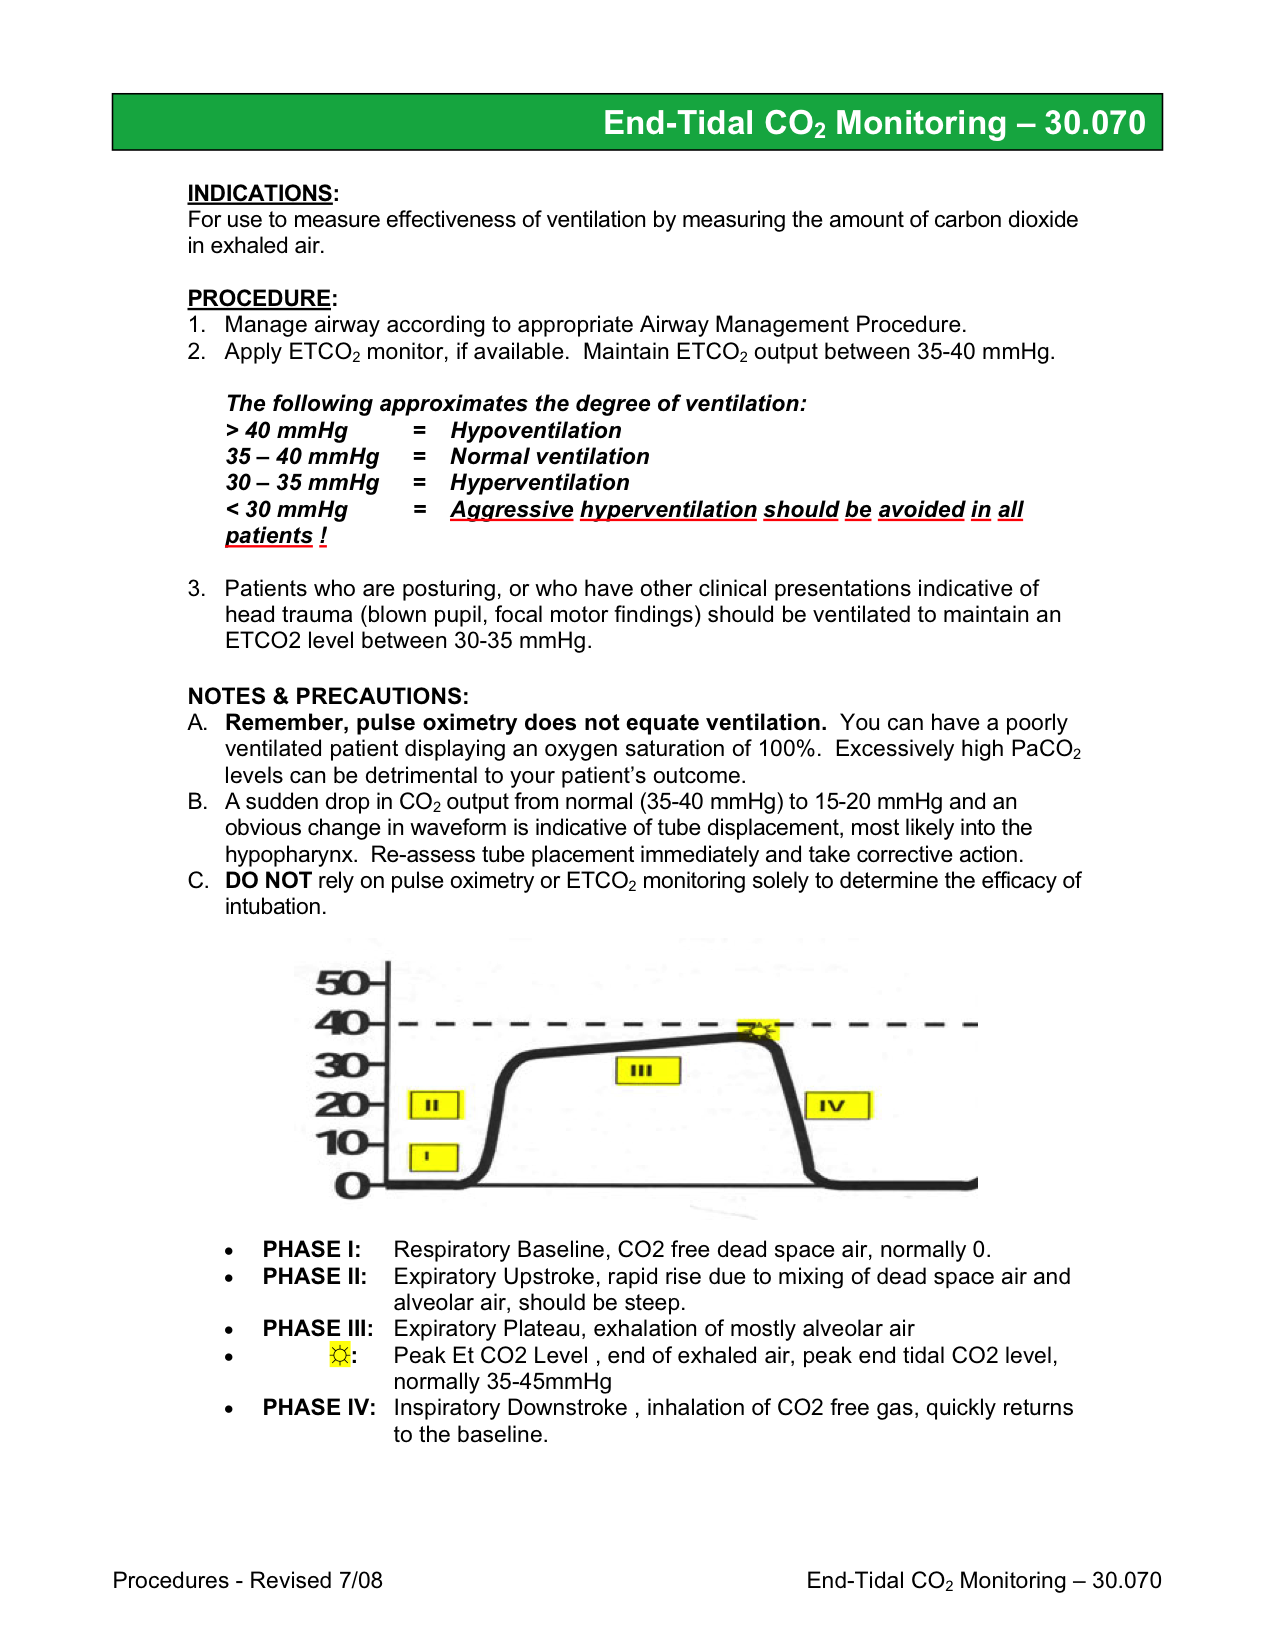 End-Tidal CO₂ Monitoring – 30.070
INDICATIONS:
For use to measure effectiveness of ventilation by measuring the amount of carbon dioxide
in exhaled air.
PROCEDURE:
1. Manage airway according to appropriate Airway Management Procedure.
2. Apply ETCO₂ monitor, if available. Maintain ETCO₂ output between 35-40 mmHg.
The following approximates the degree of ventilation:
> 40 mmHg = Hypoventilation
35 – 40 mmHg = Normal ventilation
30 – 35 mmHg = Hyperventilation
< 30 mmHg = Aggressive hyperventilation should be avoided in all
patients !
3. Patients who are posturing, or who have other clinical presentations indicative of
head trauma (blown pupil, focal motor findings) should be ventilated to maintain an
ETCO2 level between 30-35 mmHg.
NOTES & PRECAUTIONS:
A. Remember, pulse oximetry does not equate ventilation. You can have a poorly
ventilated patient displaying an oxygen saturation of 100%. Excessively high PaCO₂
levels can be detrimental to your patient's outcome.
B. A sudden drop in CO₂ output from normal (35-40 mmHg) to 15-20 mmHg and an
obvious change in waveform is indicative of tube displacement, most likely into the
hypopharynx. Re-assess tube placement immediately and take corrective action.
C. DO NOT rely on pulse oximetry or ETCO₂ monitoring solely to determine the efficacy of
intubation.
50
40
30
III
20
II
IV
10
I
0
• PHASE I: Respiratory Baseline, CO2 free dead space air, normally 0.
• PHASE II: Expiratory Upstroke, rapid rise due to mixing of dead space air and
alveolar air, should be steep.
• PHASE III: Expiratory Plateau, exhalation of mostly alveolar air
• ☼: Peak Et CO2 Level , end of exhaled air, peak end tidal CO2 level,
normally 35-45mmHg
• PHASE IV: Inspiratory Downstroke , inhalation of CO2 free gas, quickly returns
to the baseline.
Procedures - Revised 7/08
End-Tidal CO₂ Monitoring – 30.070